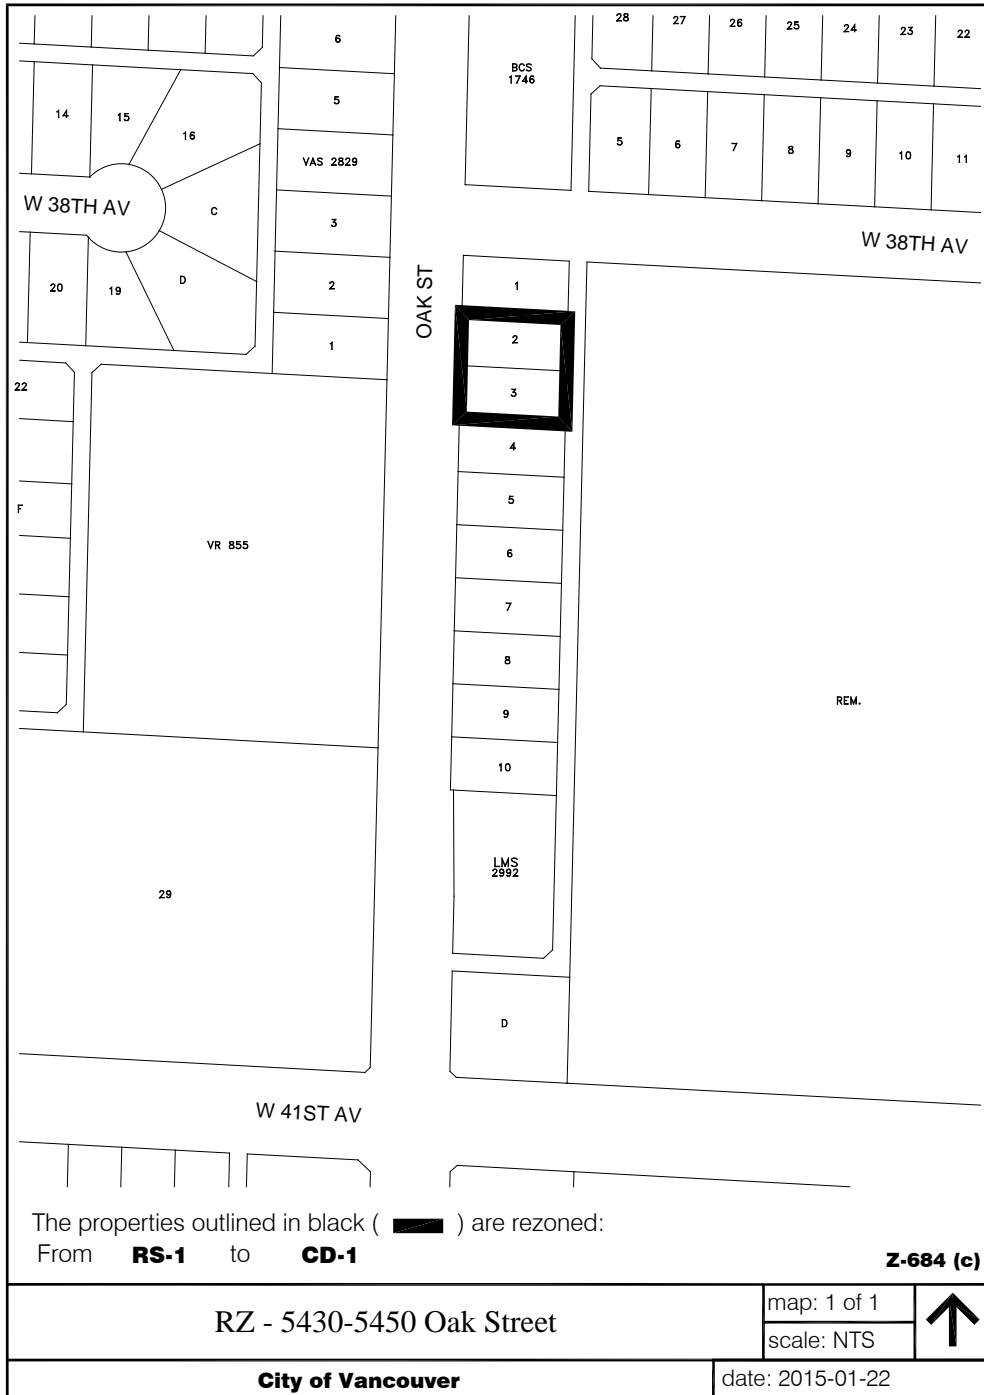 28 27 26 25 24 23 22
6
BCS
1746
5
14 15 16
5 6 7 8 9 10 11
VAS 2829
W 38TH AV
C
3
W 38TH AV
20 19 D
2
OAK ST
1
1
2
22
3
4
5
F
VR 855
6
7
8
REM.
9
10
LMS
2992
29
D
W 41ST AV
The properties outlined in black ( ) are rezoned:
From RS-1 to CD-1
Z-684 (c)
RZ - 5430-5450 Oak Street
map: 1 of 1
scale: NTS
City of Vancouver
date: 2015-01-22